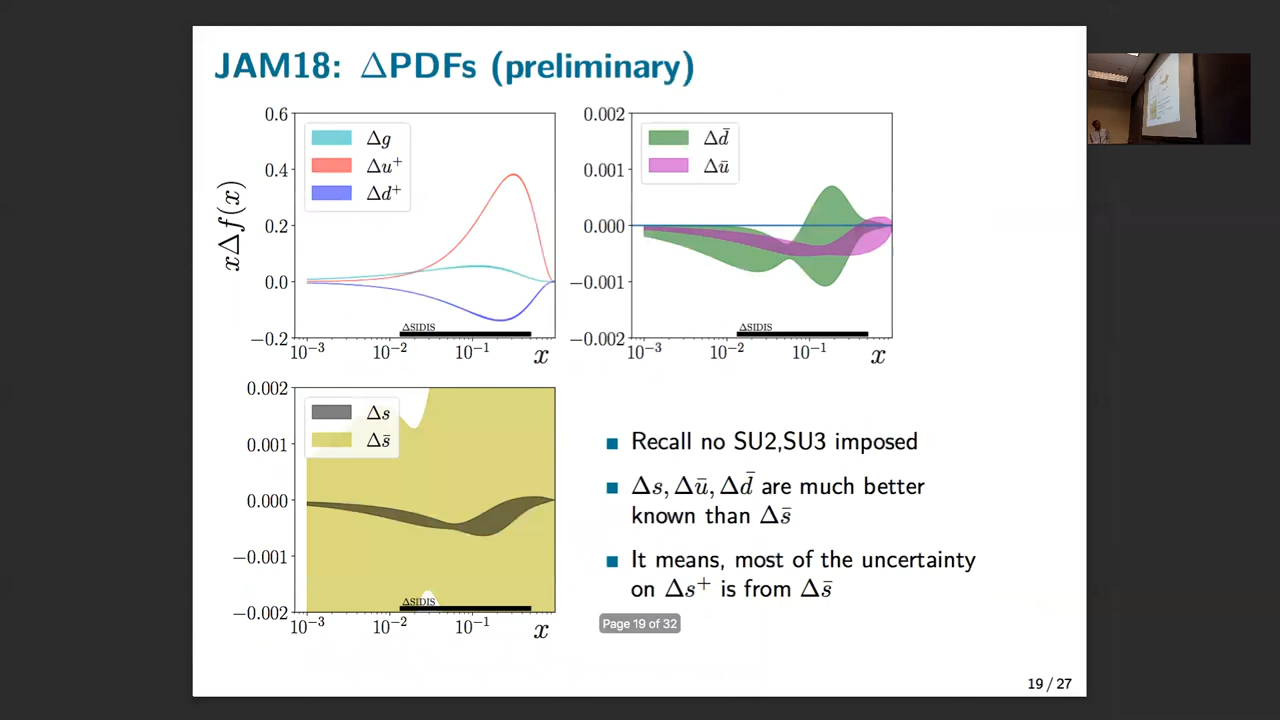 JAM18: ΔPDFs (preliminary)
0.6
0.4
0.2
0.0
−0.2
xΔf(x)
Δg
Δu⁺
Δd⁺
ΔSIDIS
10⁻³
10⁻²
10⁻¹
x
0.002
0.001
0.000
−0.001
−0.002
Δd̄
Δū
ΔSIDIS
10⁻³
10⁻²
10⁻¹
x
0.002
0.001
0.000
−0.001
−0.002
Δs
Δs̄
ΔSIDIS
10⁻³
10⁻²
10⁻¹
x
Recall no SU2,SU3 imposed
Δs, Δū, Δd̄ are much better
known than Δs̄
It means, most of the uncertainty
on Δs⁺ is from Δs̄
Page 19 of 32
19 / 27